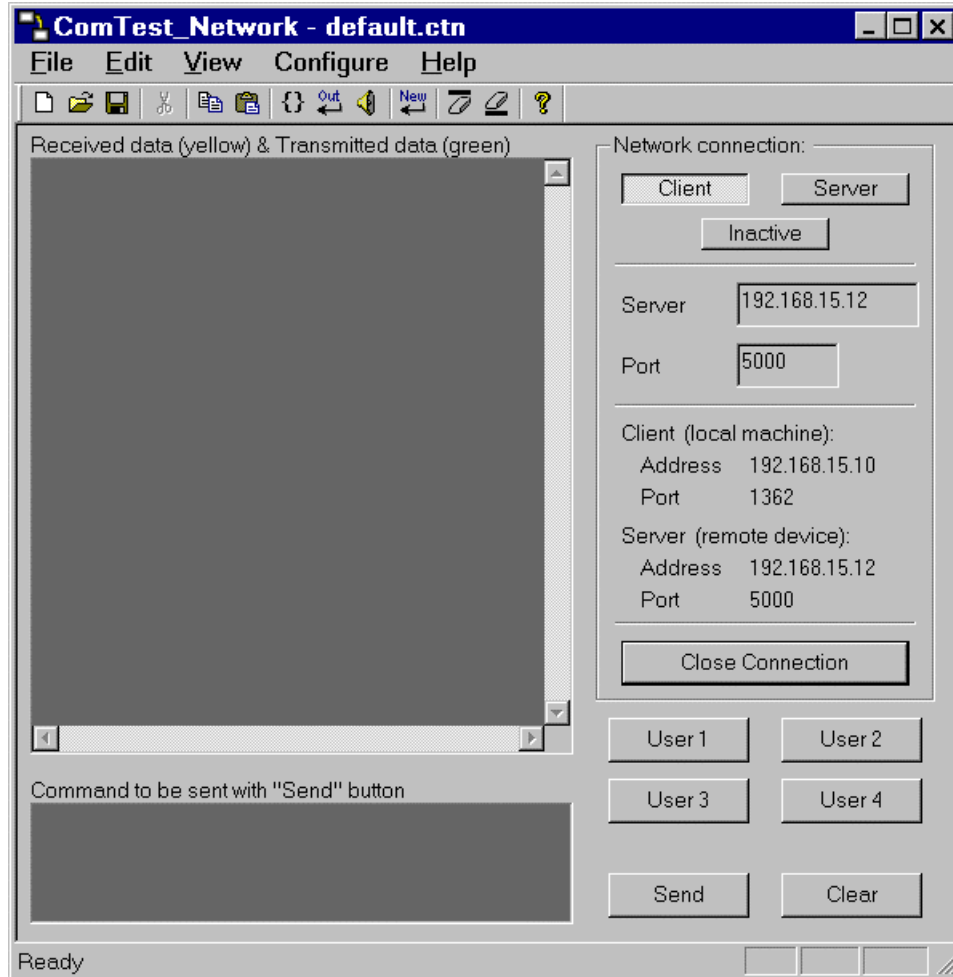 ComTest_Network - default.ctn
File Edit View Configure Help
Out New
Received data (yellow) & Transmitted data (green)
Network connection:
Client Server
Inactive
Server 192.168.15.12
Port 5000
Client (local machine):
Address 192.168.15.10
Port 1362
Server (remote device):
Address 192.168.15.12
Port 5000
Close Connection
User 1 User 2
Command to be sent with "Send" button
User 3 User 4
Send Clear
Ready